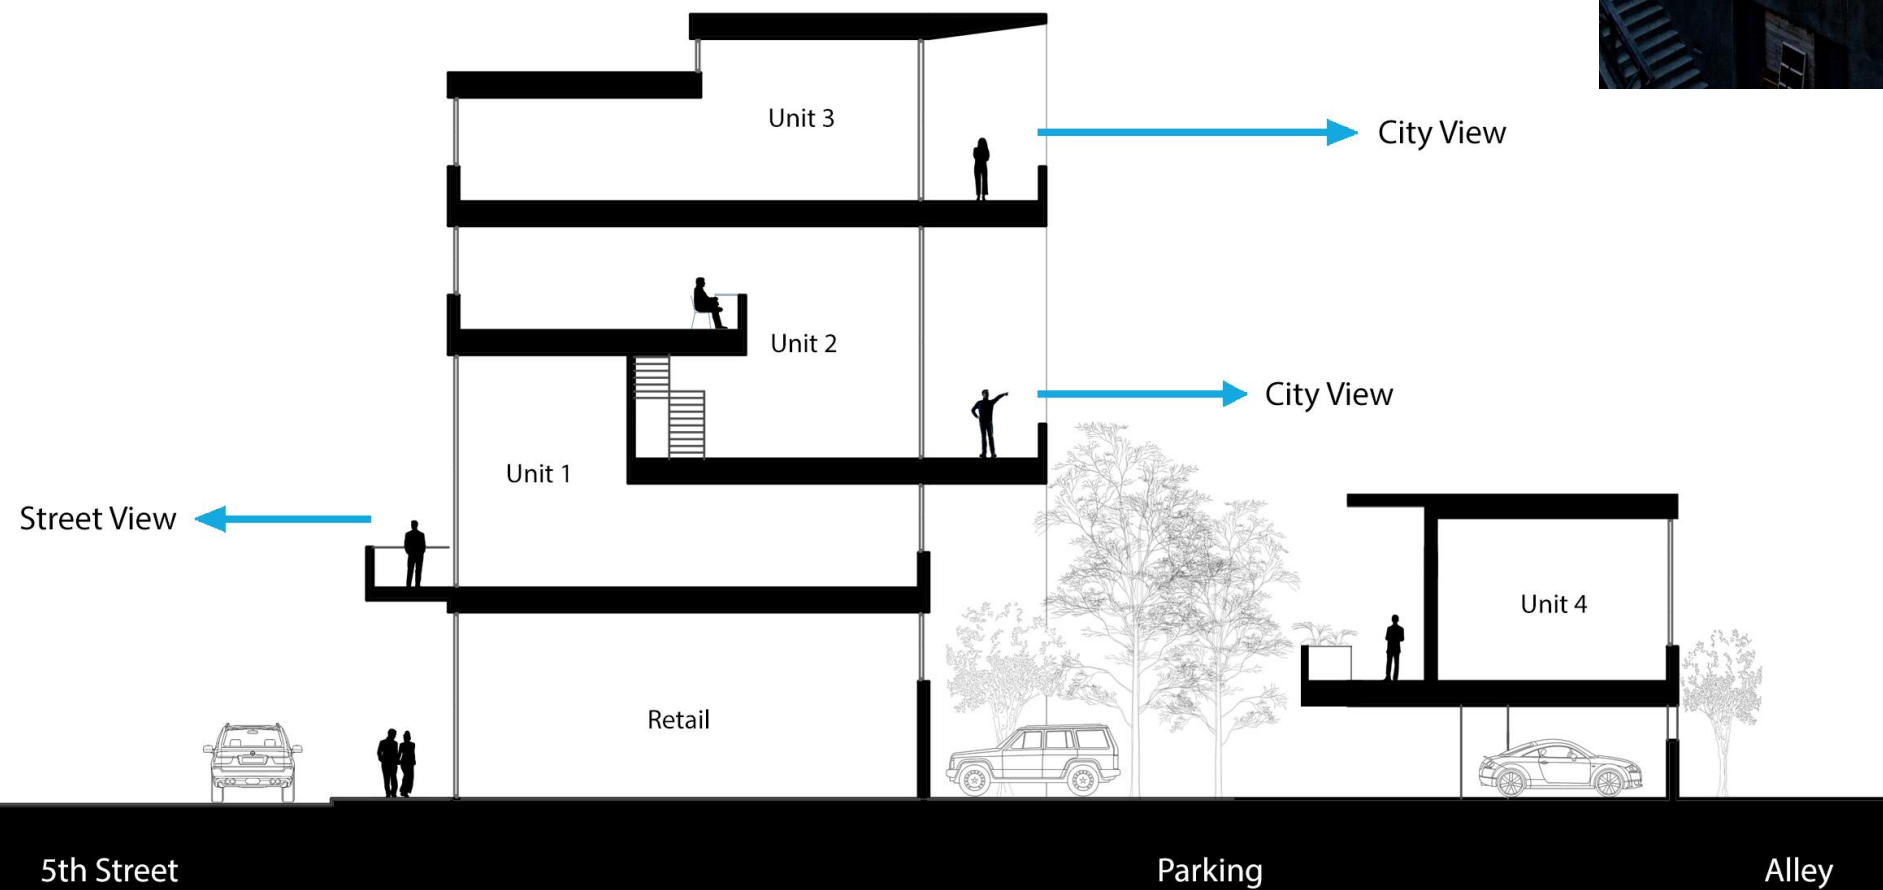 Unit 3
City View
Unit 2
City View
Unit 1
Street View
Unit 4
Retail
5th Street
Parking
Alley